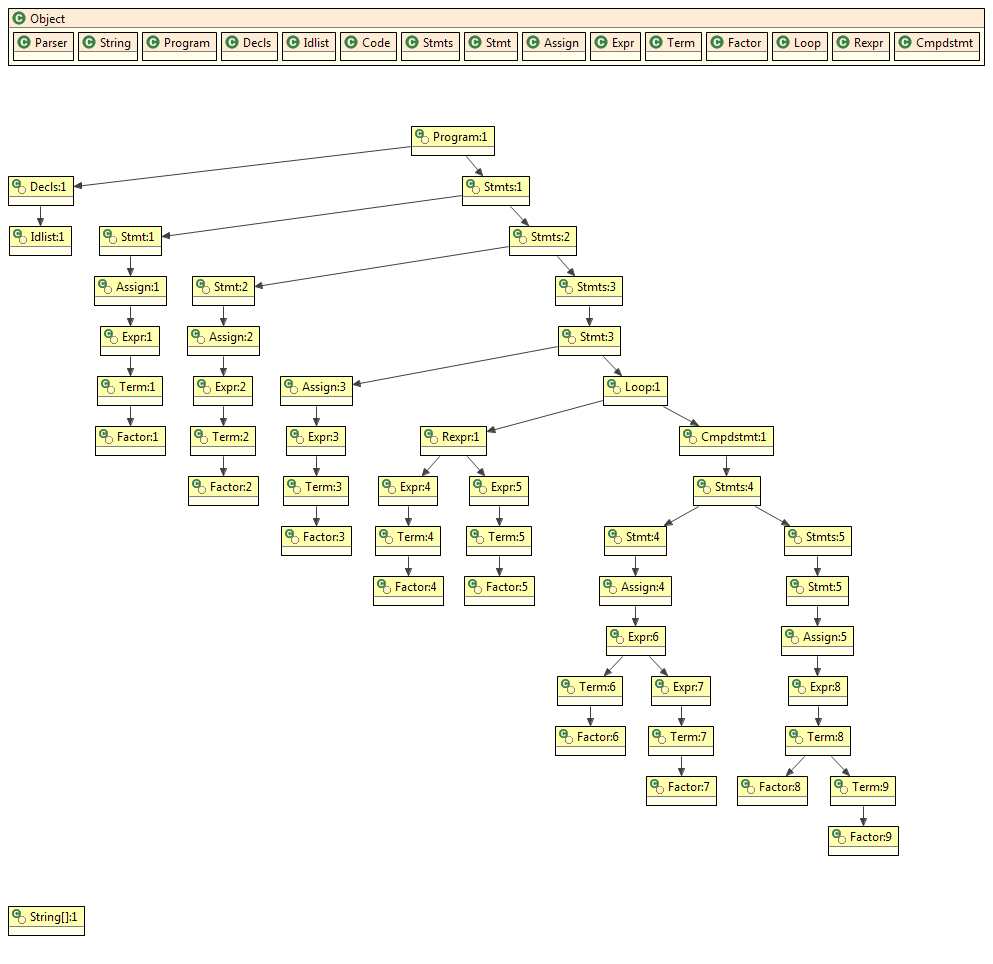 Object
Parser String Program Decls Idlist Code Stmts Stmt Assign Expr Term Factor Loop Rexpr Cmpdstmt
Program:1
Decls:1 Stmts:1
Idlist:1 Stmt:1 Stmts:2
Assign:1 Stmt:2 Stmts:3
Expr:1 Assign:2 Stmt:3
Term:1 Expr:2 Assign:3 Loop:1
Factor:1 Term:2 Expr:3 Rexpr:1 Cmpdstmt:1
Factor:2 Term:3 Expr:4 Expr:5 Stmts:4
Factor:3 Term:4 Term:5 Stmt:4 Stmts:5
Factor:4 Factor:5 Assign:4 Stmt:5
Expr:6 Assign:5
Term:6 Expr:7 Expr:8
Factor:6 Term:7 Term:8
Factor:7 Factor:8 Term:9
Factor:9
String[]:1